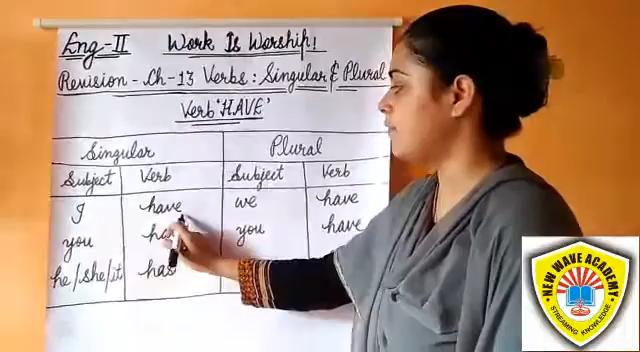 Eng-II Work Is Worship!
Revision - Ch-13 Verbs: Singular & Plural
Verb 'HAVE'
Singular Plural
Subject Verb Subject Verb
I have we have
you you have
he/she/it has
NEW WAVE ACADEMY
STREAMING KNOWLEDGE